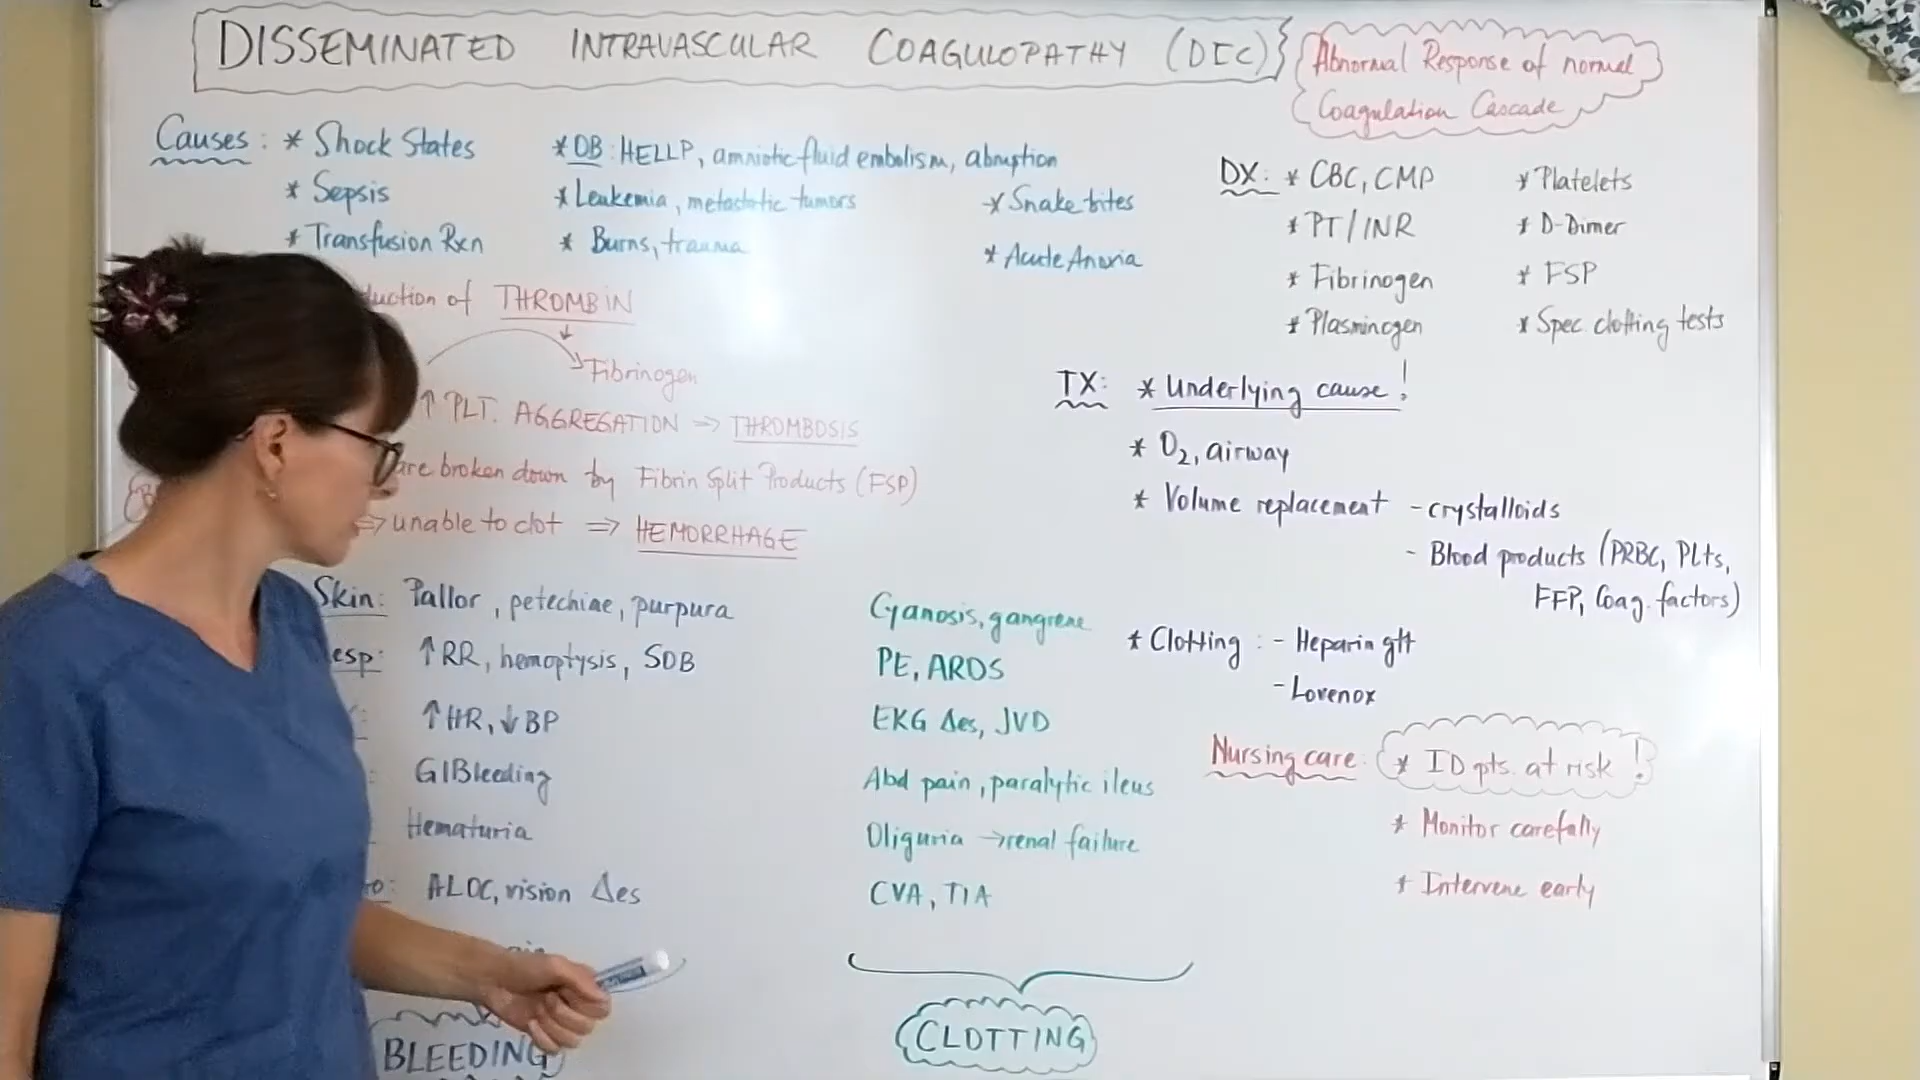 DISSEMINATED INTRAVASCULAR COAGULOPATHY (DIC)
Abnormal Response of normal
Coagulation Cascade
Causes: * Shock States
* Sepsis
* Transfusion Rxn
* OB: HELLP, amniotic fluid embolism, abruption
* Leukemia, metastatic tumors
* Burns, trauma
* Snake bites
* Acute Anoxia
DX: * CBC, CMP
* PT/INR
* Fibrinogen
* Plasminogen
* Platelets
* D-Dimer
* FSP
* Spec. clotting tests
uction of THROMBIN
Fibrinogen
↑ PLT. AGGREGATION ⇒ THROMBOSIS
are broken down by Fibrin Split Products (FSP)
⇒ unable to clot ⇒ HEMORRHAGE
TX: * Underlying cause!
* O2, airway
* Volume replacement - crystalloids
- Blood products (PRBC, PLts,
FFP, Coag. factors)
* Clotting: - Heparin gtt
- Lovenox
Nursing care: * ID pts. at risk!
* Monitor carefully
* Intervene early
Skin: Pallor, petechiae, purpura
esp: ↑RR, hemoptysis, SOB
↑HR, ↓BP
GI Bleeding
Hematuria
o: ALOC, vision Δes
BLEEDING
Cyanosis, gangrene
PE, ARDS
EKG Δes, JVD
Abd pain, paralytic ileus
Oliguria → renal failure
CVA, TIA
CLOTTING